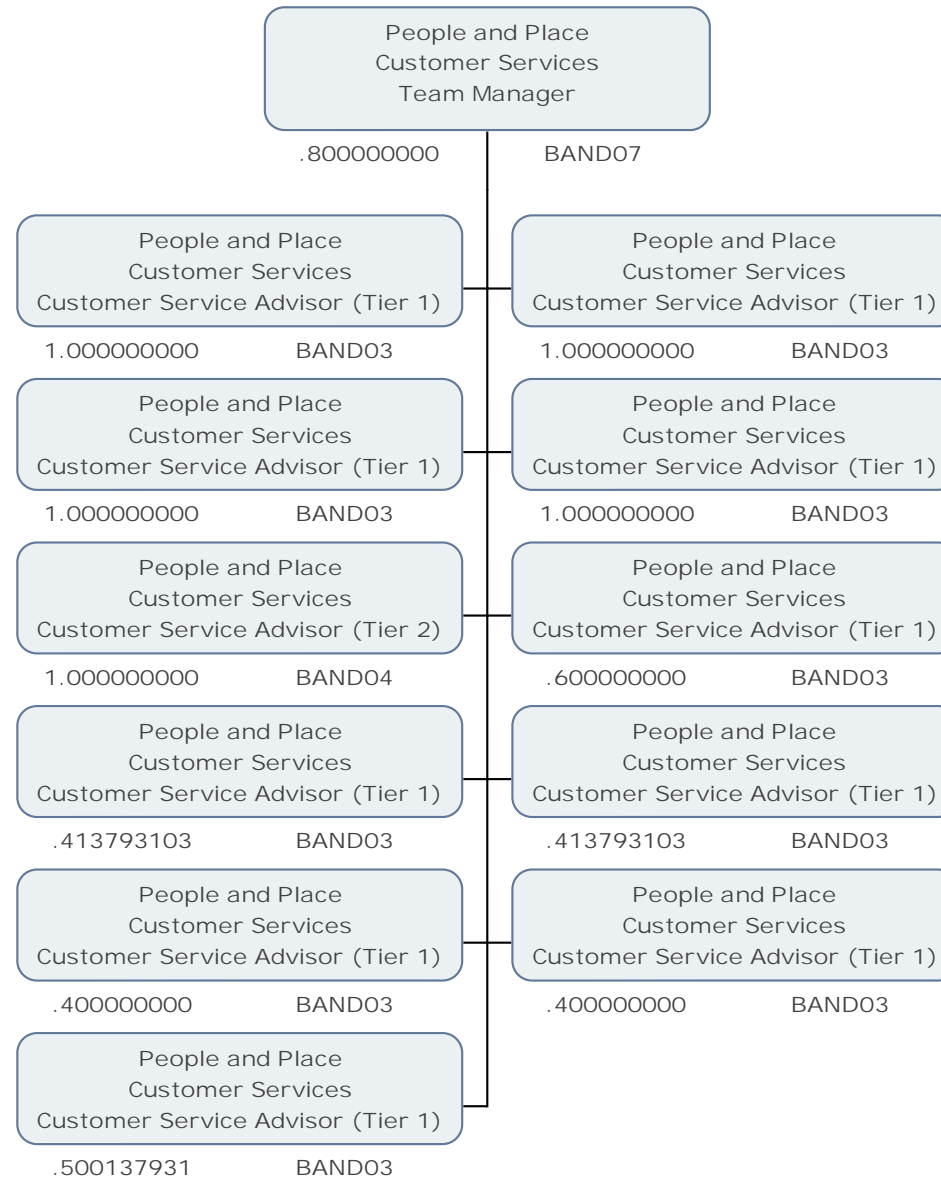 People and Place
Customer Services
Team Manager
.800000000 BAND07
People and Place
Customer Services
Customer Service Advisor (Tier 1)
1.000000000 BAND03
People and Place
Customer Services
Customer Service Advisor (Tier 1)
1.000000000 BAND03
People and Place
Customer Services
Customer Service Advisor (Tier 1)
1.000000000 BAND03
People and Place
Customer Services
Customer Service Advisor (Tier 1)
1.000000000 BAND03
People and Place
Customer Services
Customer Service Advisor (Tier 2)
1.000000000 BAND04
People and Place
Customer Services
Customer Service Advisor (Tier 1)
.600000000 BAND03
People and Place
Customer Services
Customer Service Advisor (Tier 1)
.413793103 BAND03
People and Place
Customer Services
Customer Service Advisor (Tier 1)
.413793103 BAND03
People and Place
Customer Services
Customer Service Advisor (Tier 1)
.400000000 BAND03
People and Place
Customer Services
Customer Service Advisor (Tier 1)
.400000000 BAND03
People and Place
Customer Services
Customer Service Advisor (Tier 1)
.500137931 BAND03